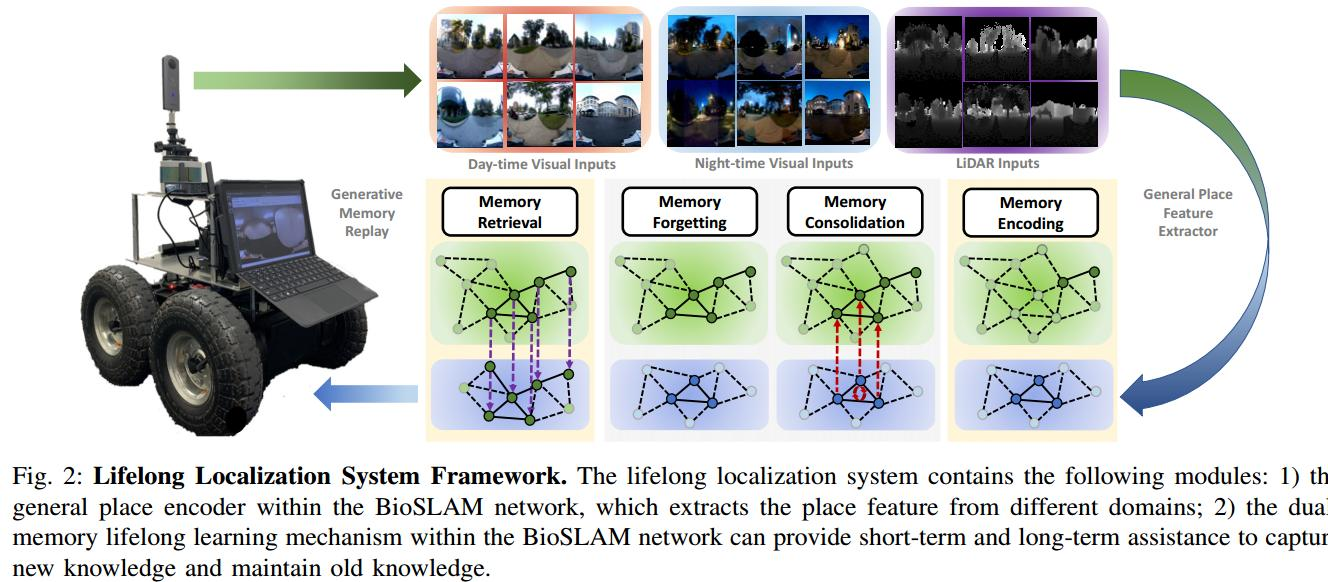 Day-time Visual Inputs
Night-time Visual Inputs
LiDAR Inputs
Generative
Memory
Replay
Memory
Retrieval
Memory
Forgetting
Memory
Consolidation
Memory
Encoding
General Place
Feature
Extractor
Fig. 2: Lifelong Localization System Framework. The lifelong localization system contains the following modules: 1) th
general place encoder within the BioSLAM network, which extracts the place feature from different domains; 2) the dual
memory lifelong learning mechanism within the BioSLAM network can provide short-term and long-term assistance to captur
new knowledge and maintain old knowledge.